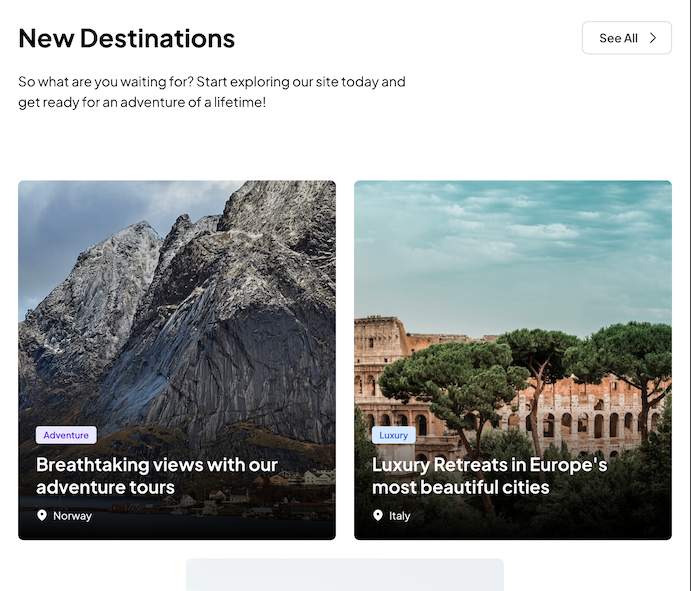 New Destinations
See All
So what are you waiting for? Start exploring our site today and
get ready for an adventure of a lifetime!
Adventure
Breathtaking views with our
adventure tours
Norway
Luxury
Luxury Retreats in Europe's
most beautiful cities
Italy